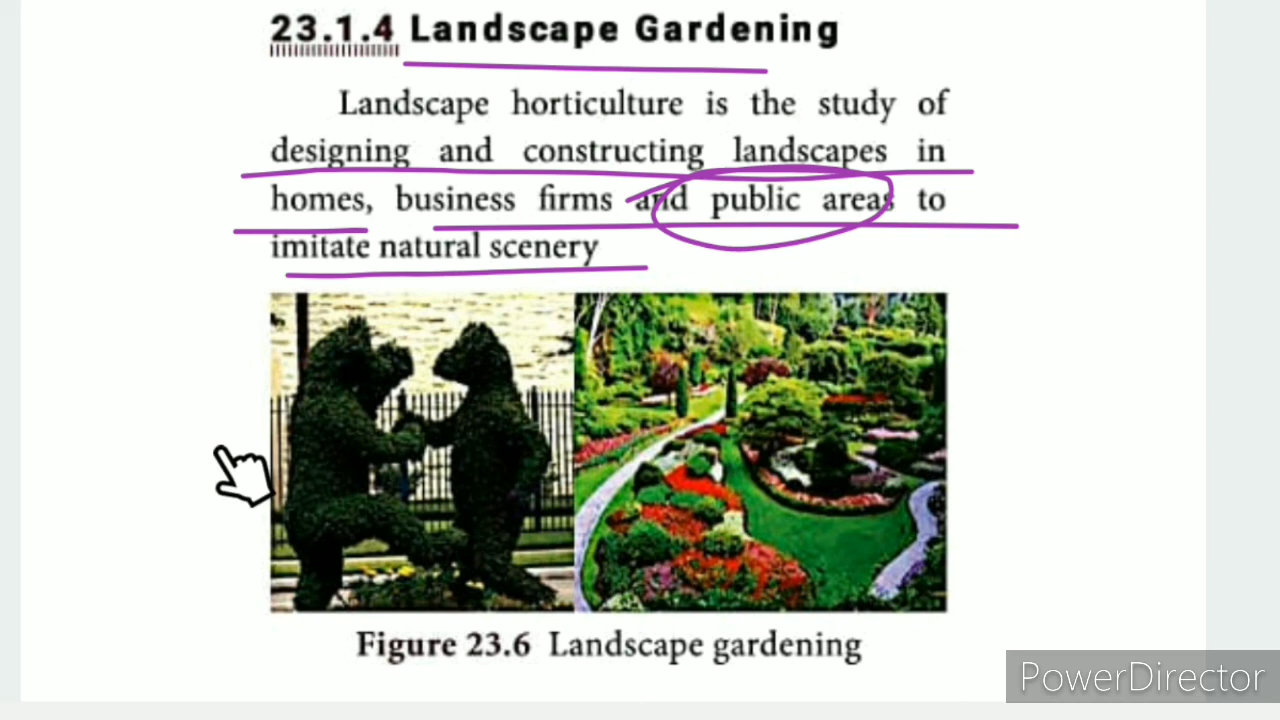 23.1.4 Landscape Gardening
Landscape horticulture is the study of
designing and constructing landscapes in
homes, business firms and public areas to
imitate natural scenery
Figure 23.6 Landscape gardening
PowerDirector